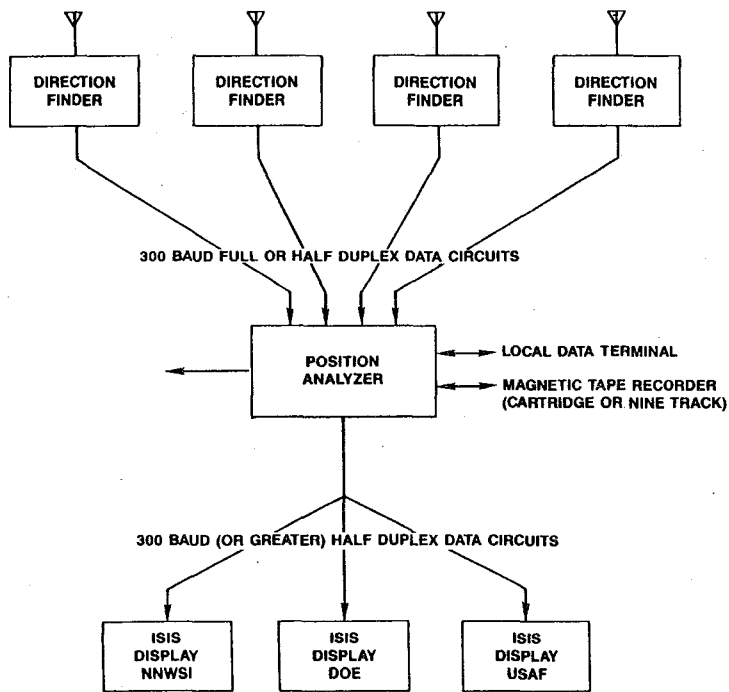 DIRECTION
FINDER
DIRECTION
FINDER
DIRECTION
FINDER
DIRECTION
FINDER
300 BAUD FULL OR HALF DUPLEX DATA CIRCUITS
POSITION
ANALYZER
LOCAL DATA TERMINAL
MAGNETIC TAPE RECORDER
(CARTRIDGE OR NINE TRACK)
300 BAUD (OR GREATER) HALF DUPLEX DATA CIRCUITS
ISIS
DISPLAY
NNWSI
ISIS
DISPLAY
DOE
ISIS
DISPLAY
USAF